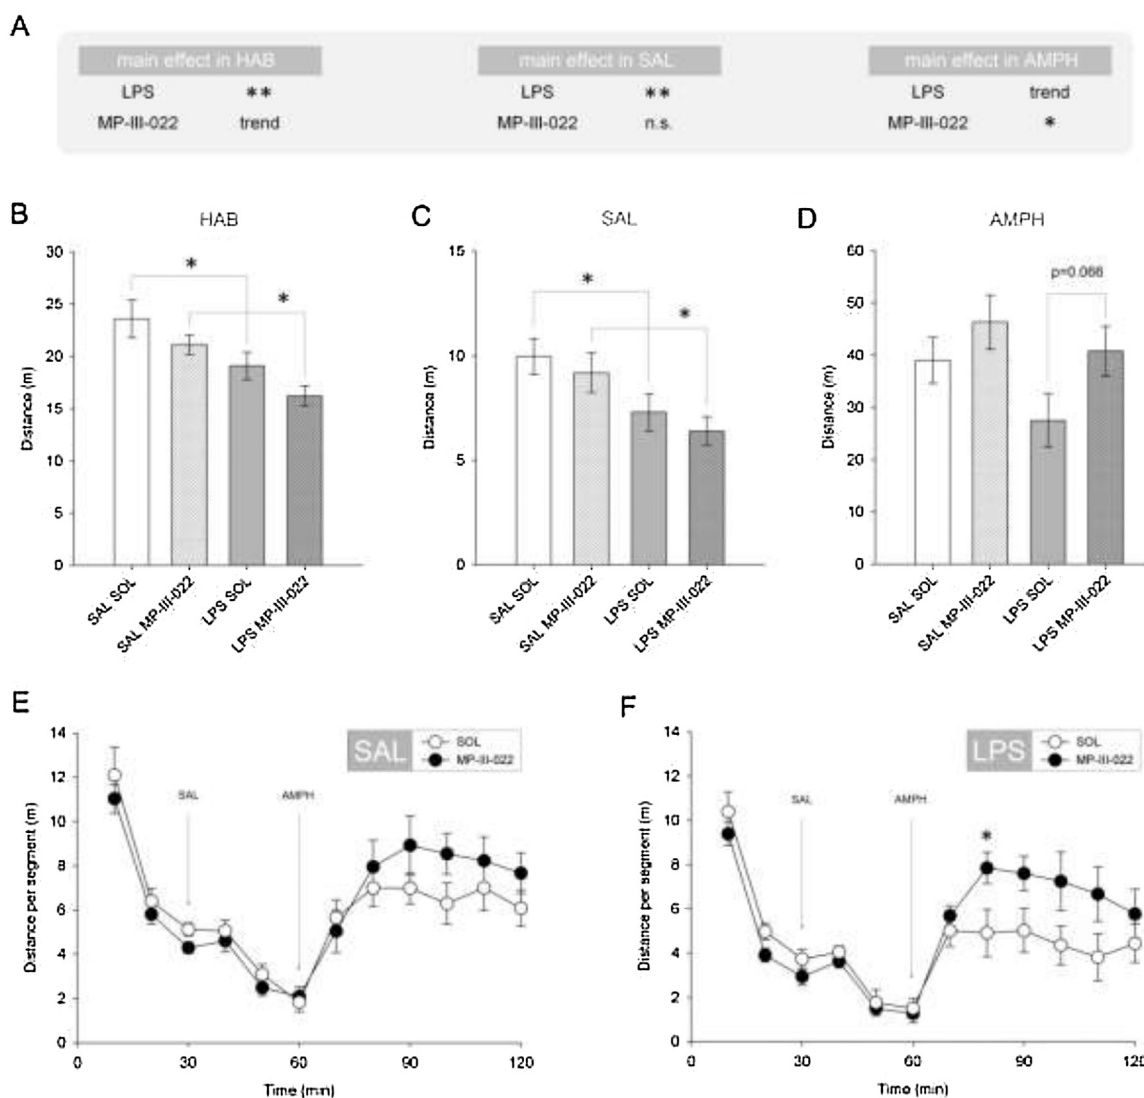 A
main effect in HAB
LPS **
MP-III-022 trend
main effect in SAL
LPS **
MP-III-022 n.s.
main effect in AMPH
LPS trend
MP-III-022 *
B
HAB
Distance (m)
30
25
20
15
10
5
0
*
*
SAL SOL
SAL MP-III-022
LPS SOL
LPS MP-III-022
C
SAL
Distance (m)
15
10
5
0
*
*
SAL SOL
SAL MP-III-022
LPS SOL
LPS MP-III-022
D
AMPH
Distance (m)
60
50
40
30
20
10
0
p=0.066
SAL SOL
SAL MP-III-022
LPS SOL
LPS MP-III-022
E
SAL
SOL
MP-III-022
Distance per segment (m)
14
12
10
8
6
4
2
0
SAL
AMPH
0 30 60 90 120
Time (min)
F
LPS
SOL
MP-III-022
Distance per segment (m)
14
12
10
8
6
4
2
0
SAL
AMPH
*
0 30 60 90 120
Time (min)